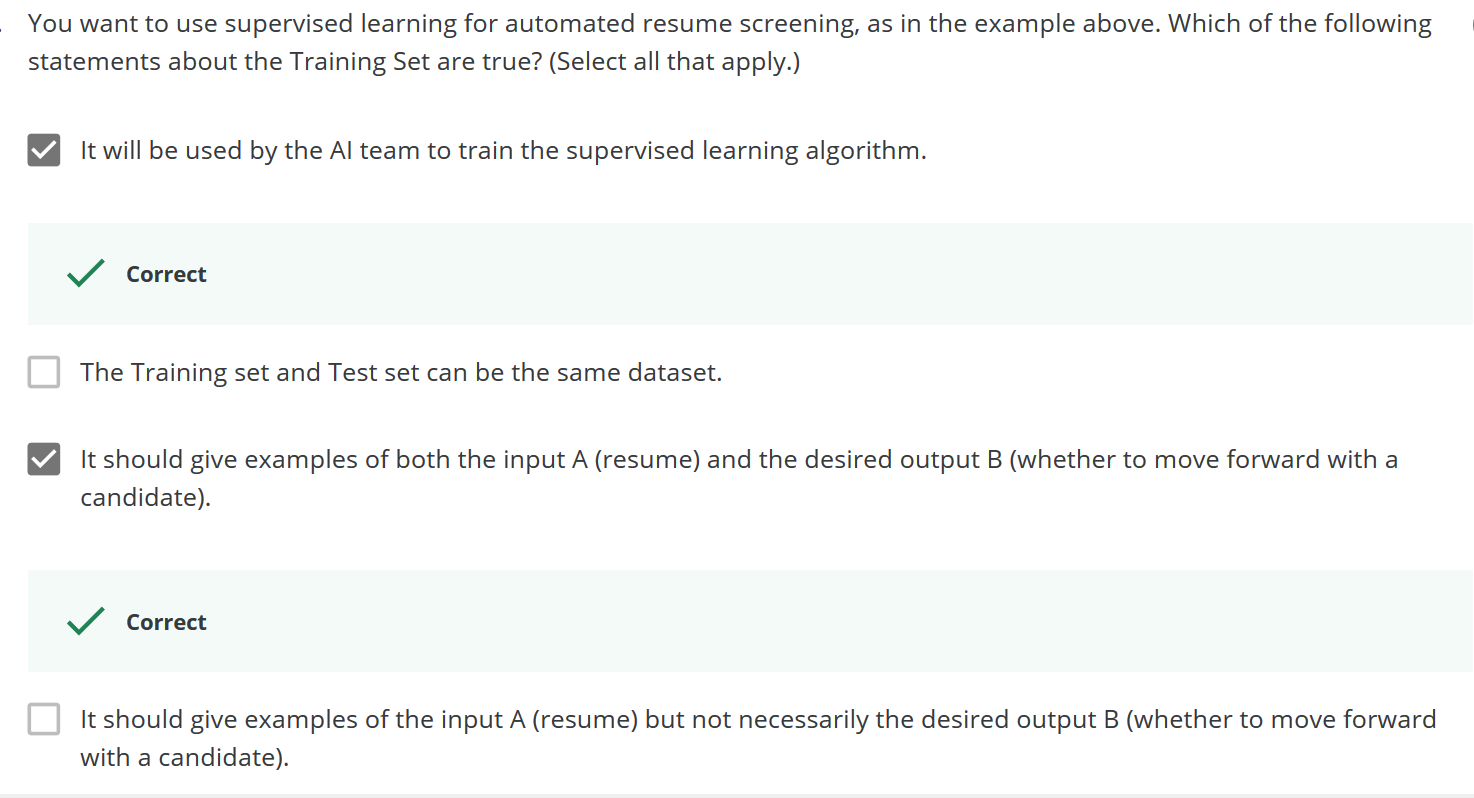 You want to use supervised learning for automated resume screening, as in the example above. Which of the following
statements about the Training Set are true? (Select all that apply.)
It will be used by the AI team to train the supervised learning algorithm.
Correct
The Training set and Test set can be the same dataset.
It should give examples of both the input A (resume) and the desired output B (whether to move forward with a
candidate).
Correct
It should give examples of the input A (resume) but not necessarily the desired output B (whether to move forward
with a candidate).